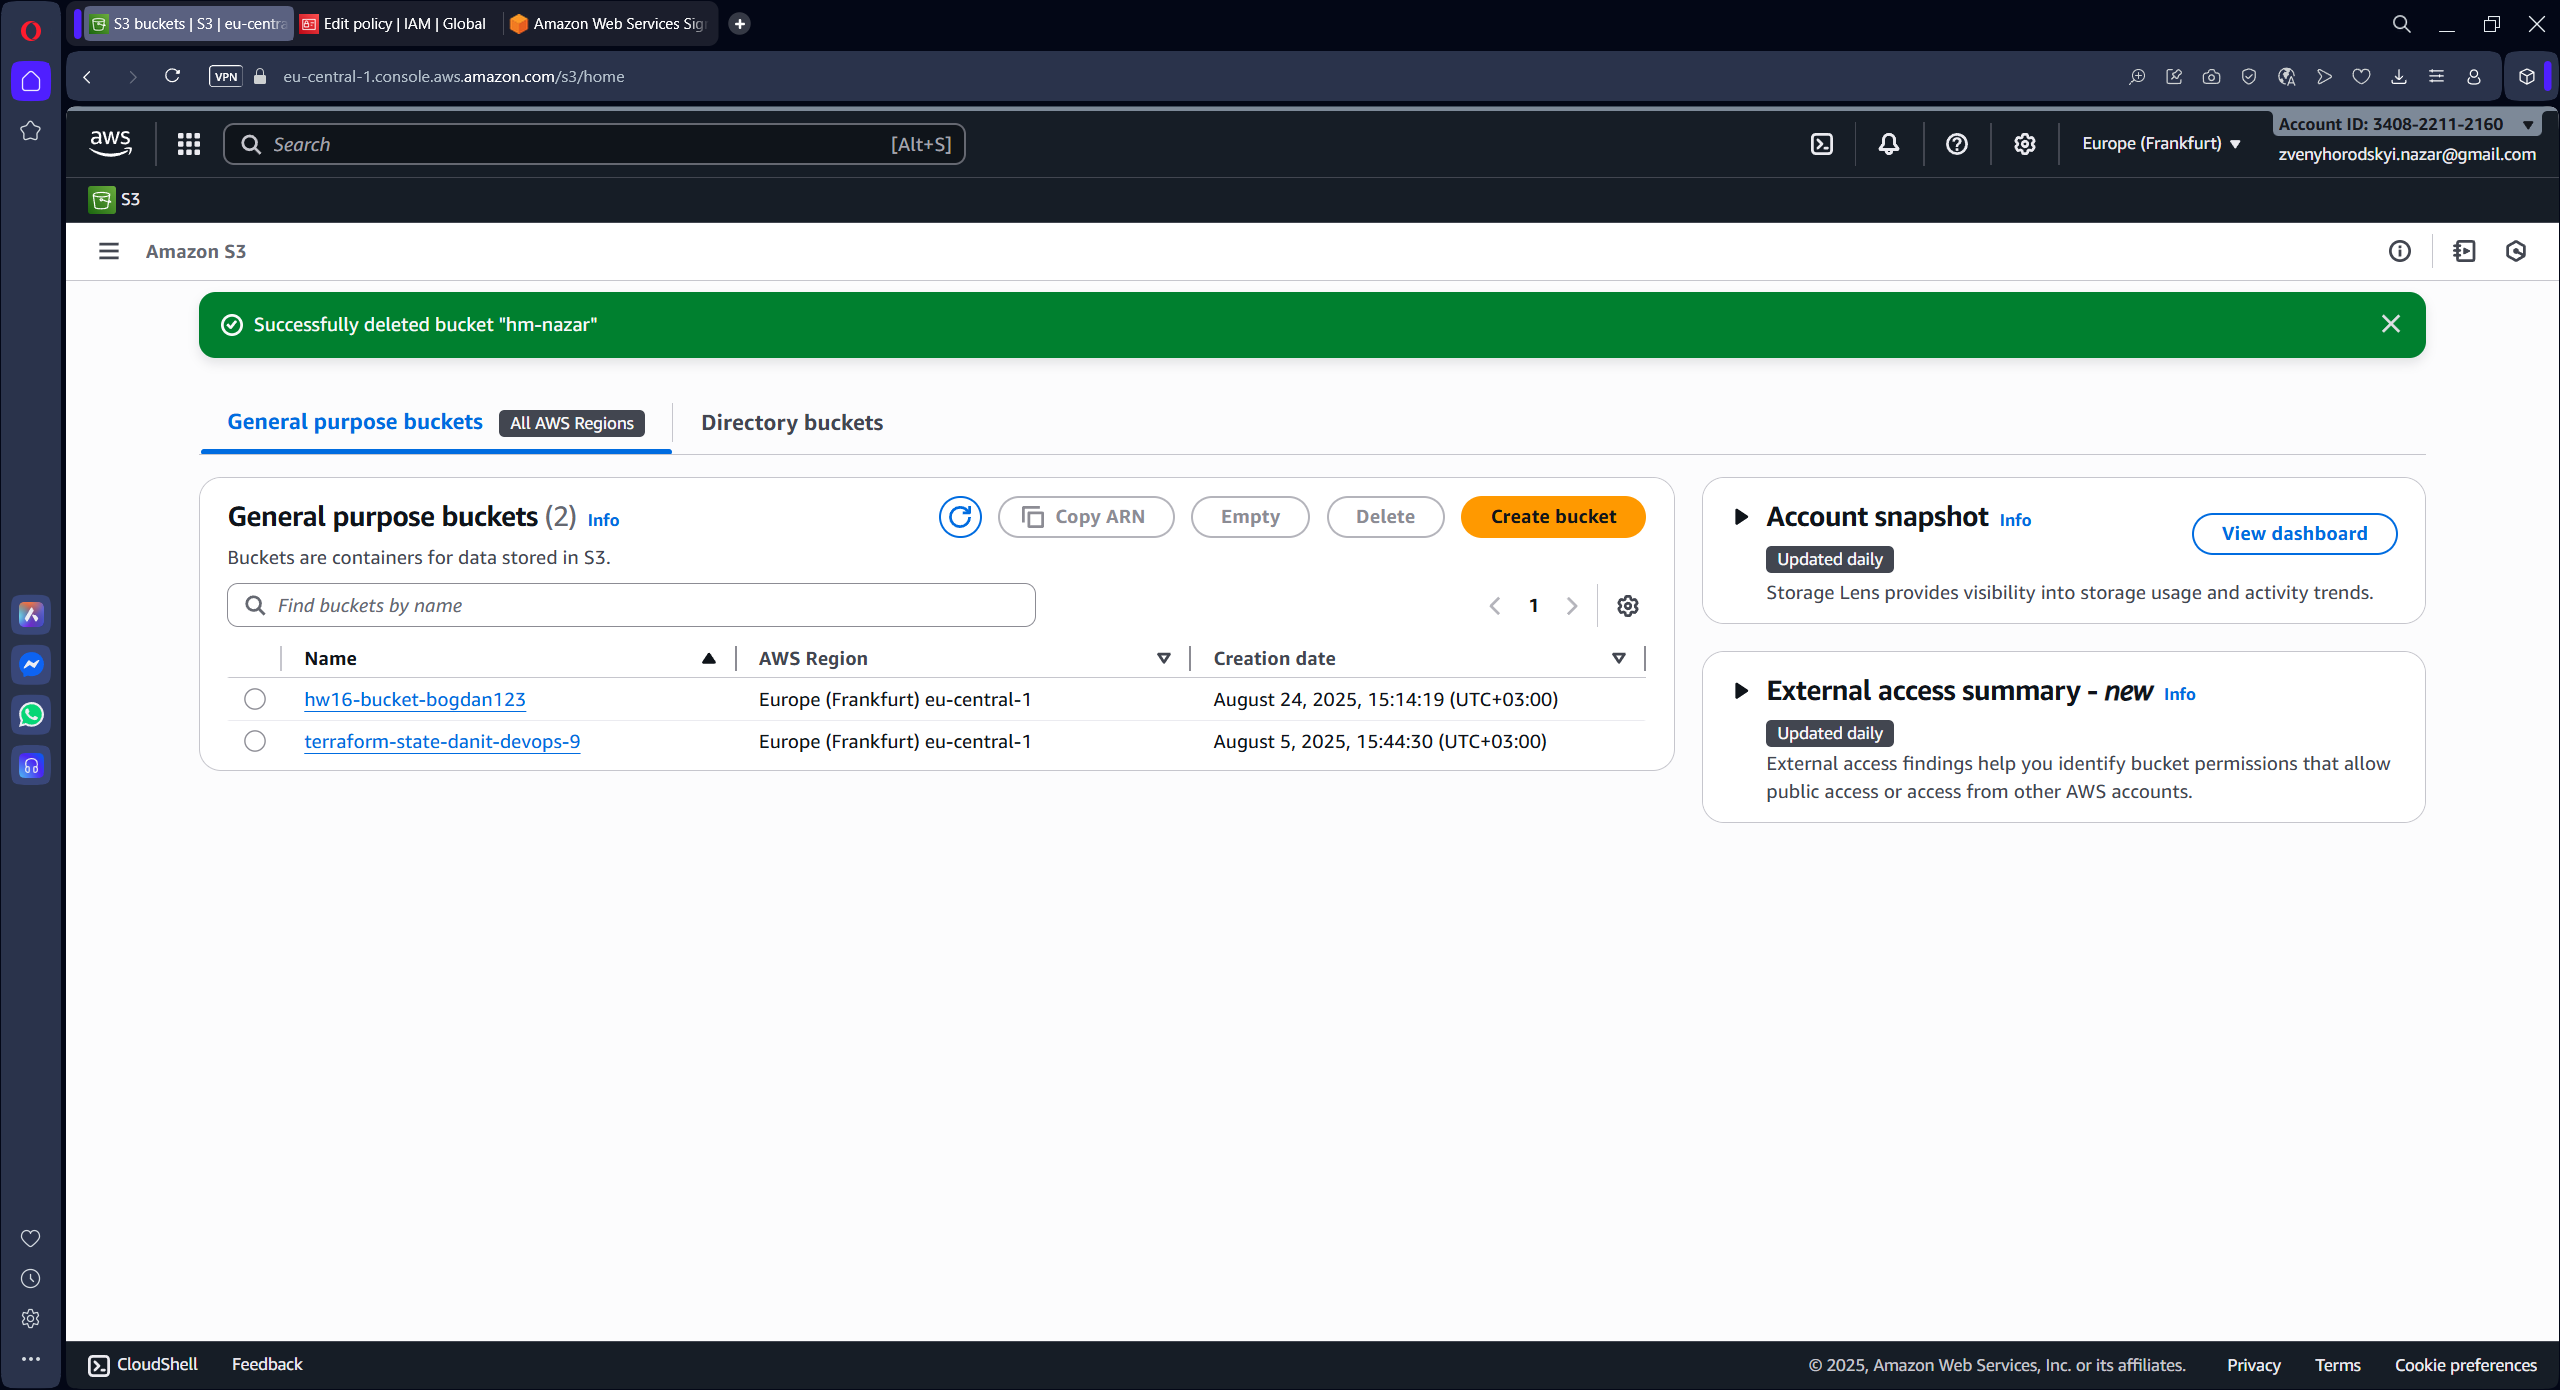 S3 buckets | S3 | eu-centra
Edit policy | IAM | Global
Amazon Web Services Sig
VPN
eu-central-1.console.aws.amazon.com/s3/home
aws
Search
[Alt+S]
Europe (Frankfurt)
Account ID: 3408-2211-2160
zvenyhorodskyi.nazar@gmail.com
S3
Amazon S3
Successfully deleted bucket "hm-nazar"
General purpose buckets
All AWS Regions
Directory buckets
General purpose buckets (2) Info
Copy ARN
Empty
Delete
Create bucket
Buckets are containers for data stored in S3.
Find buckets by name
1
Name
AWS Region
Creation date
hw16-bucket-bogdan123
Europe (Frankfurt) eu-central-1
August 24, 2025, 15:14:19 (UTC+03:00)
terraform-state-danit-devops-9
Europe (Frankfurt) eu-central-1
August 5, 2025, 15:44:30 (UTC+03:00)
Account snapshot Info
Updated daily
View dashboard
Storage Lens provides visibility into storage usage and activity trends.
External access summary - new Info
Updated daily
External access findings help you identify bucket permissions that allow
public access or access from other AWS accounts.
CloudShell
Feedback
© 2025, Amazon Web Services, Inc. or its affiliates.
Privacy
Terms
Cookie preferences